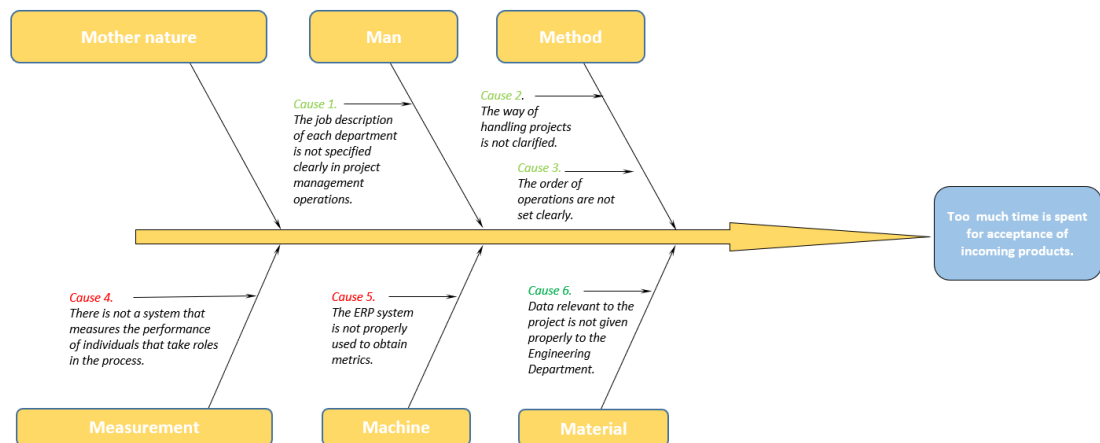 Mother nature
Man
Method
Cause 1.
The job description
of each department
is not specified
clearly in project
management
operations.
Cause 2.
The way of
handling projects
is not clarified.
Cause 3.
The order of
operations are not
set clearly.
Too much time is spent
for acceptance of
incoming products.
Cause 4.
There is not a system that
measures the performance
of individuals that take roles
in the process.
Cause 5.
The ERP system
is not properly
used to obtain
metrics.
Cause 6.
Data relevant to the
project is not given
properly to the
Engineering
Department.
Measurement
Machine
Material